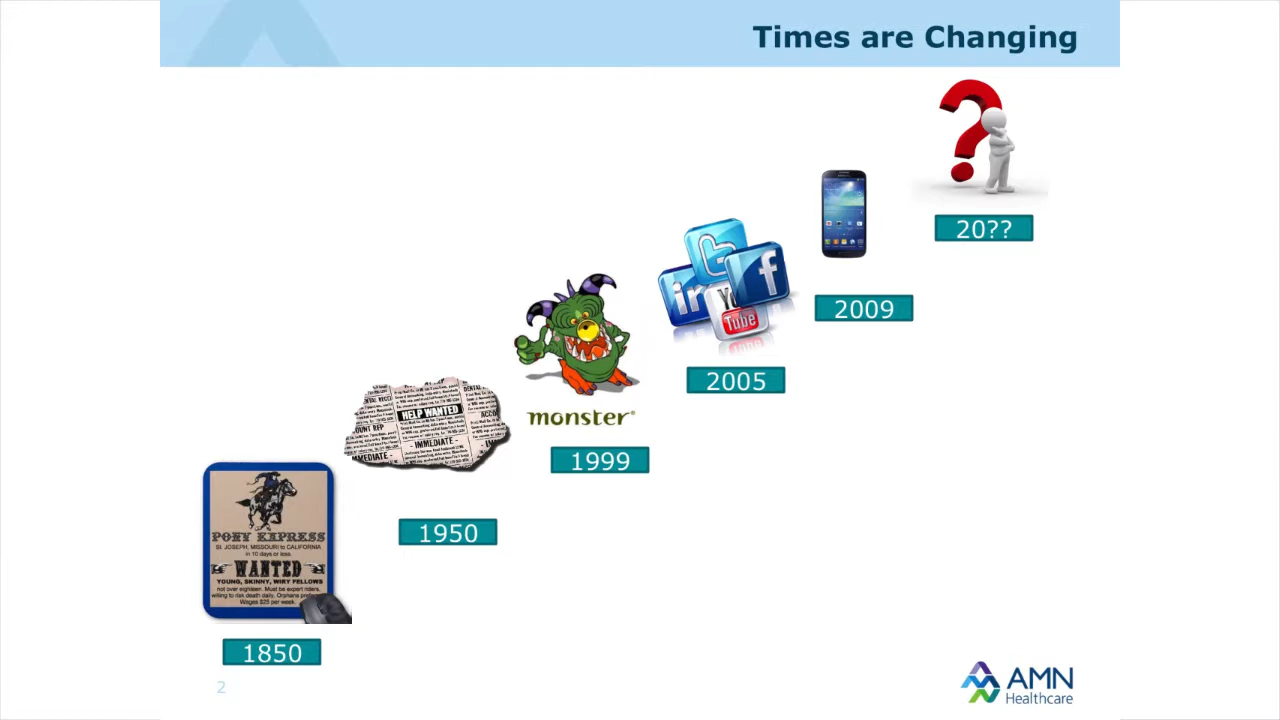 Times are Changing
20??
2009
in
f
You
Tube
2005
monster®
1999
HELP WANTED
IMMEDIATE -
1950
PONY EXPRESS
St. JOSEPH, MISSOURI to CALIFORNIA
in 10 days or less.
WANTED
YOUNG, SKINNY, WIRY FELLOWS
not over eighteen. Must be expert riders,
willing to risk death daily. Orphans
Wages $25 per week.
1850
2
AMN
Healthcare